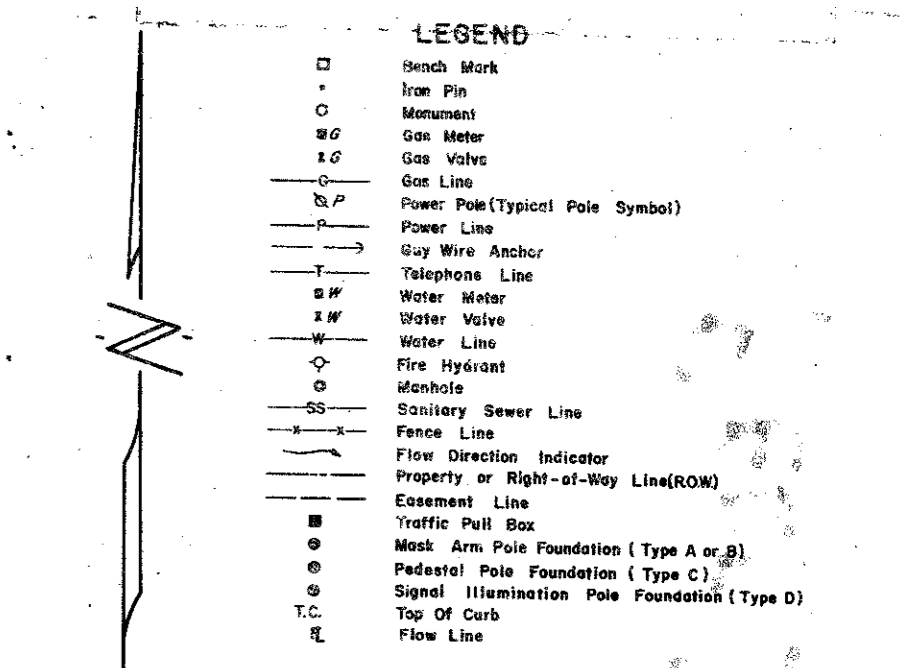 LEGEND
Bench Mark
Iron Pin
Monument
G Gas Meter
G Gas Valve
G Gas Line
P Power Pole (Typical Pole Symbol)
P Power Line
Guy Wire Anchor
T Telephone Line
W Water Meter
W Water Valve
W Water Line
Fire Hydrant
Manhole
SS Sanitary Sewer Line
x x Fence Line
Flow Direction Indicator
Property or Right-of-Way Line (R.O.W.)
Easement Line
Traffic Pull Box
Mask Arm Pole Foundation ( Type A or B)
Pedestal Pole Foundation ( Type C)
Signal Illumination Pole Foundation ( Type D)
T.C. Top Of Curb
FL Flow Line